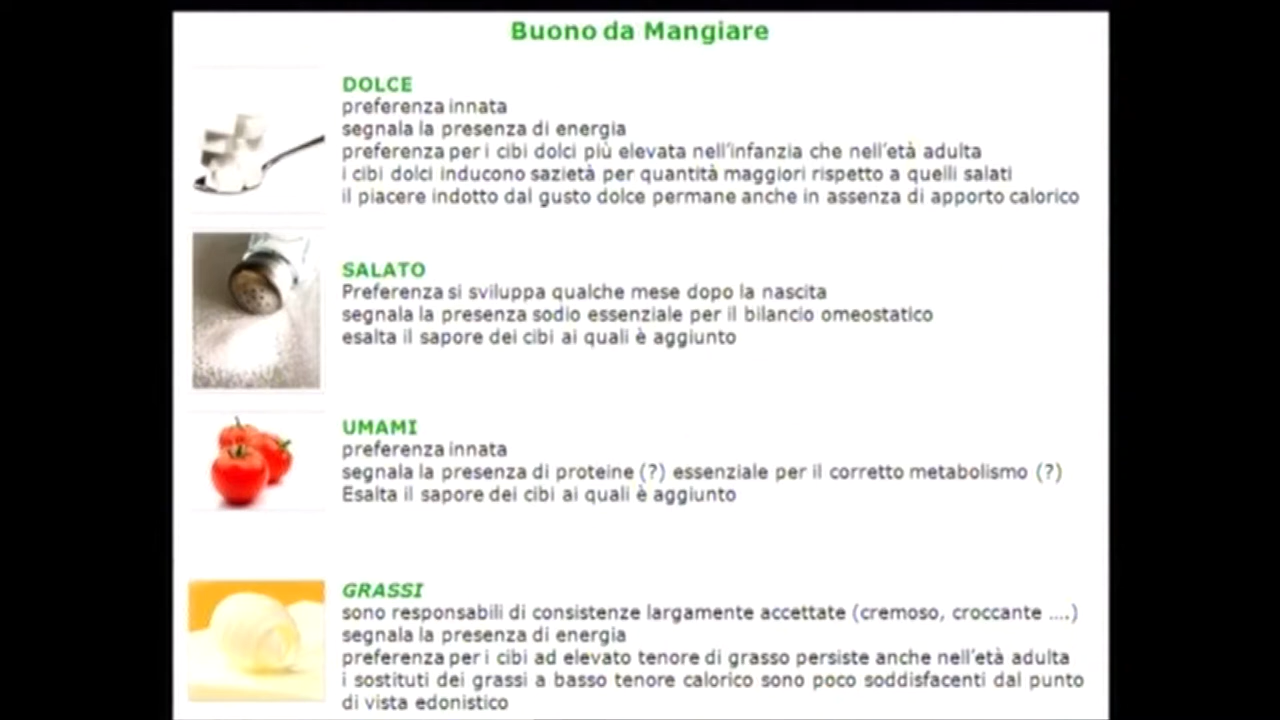 Buono da Mangiare
DOLCE
preferenza innata
segnala la presenza di energia
preferenza per i cibi dolci più elevata nell'infanzia che nell'età adulta
i cibi dolci inducono sazietà per quantità maggiori rispetto a quelli salati
il piacere indotto dal gusto dolce permane anche in assenza di apporto calorico
SALATO
Preferenza si sviluppa qualche mese dopo la nascita
segnala la presenza sodio essenziale per il bilancio omeostatico
esalta il sapore dei cibi ai quali è aggiunto
UMAMI
preferenza innata
segnala la presenza di proteine (?) essenziale per il corretto metabolismo (?)
Esalta il sapore dei cibi ai quali è aggiunto
GRASSI
sono responsabili di consistenze largamente accettate (cremoso, croccante ....)
segnala la presenza di energia
preferenza per i cibi ad elevato tenore di grasso persiste anche nell'età adulta
i sostituti dei grassi a basso tenore calorico sono poco soddisfacenti dal punto
di vista edonistico